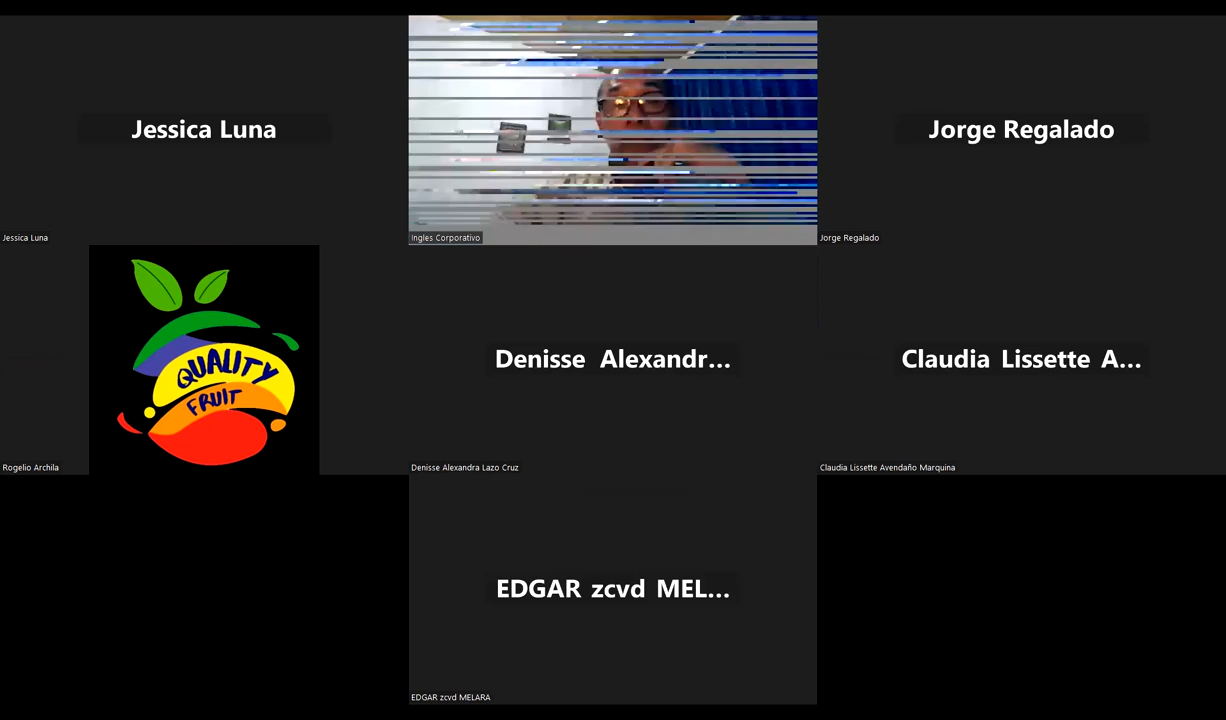 Jessica Luna
Jorge Regalado
Jessica Luna
Ingles Corporativo
Jorge Regalado
QUALITY
FRUIT
Denisse Alexandr...
Claudia Lissette A...
Rogelio Archila
Denisse Alexandra Lazo Cruz
Claudia Lissette Avendaño Marquina
EDGAR zcvd MEL...
EDGAR zcvd MELARA